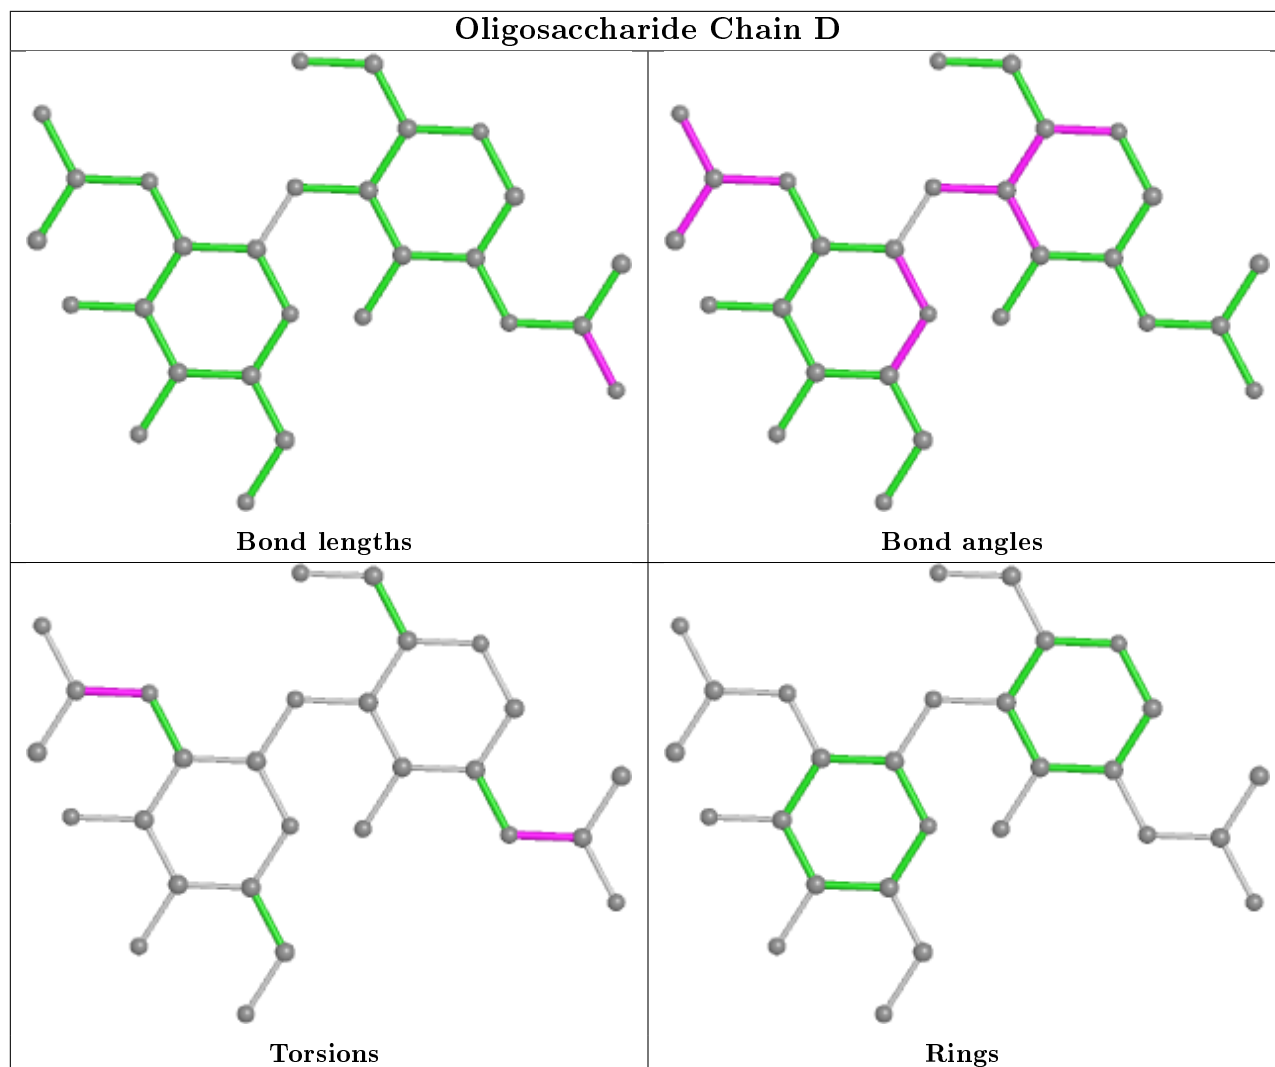 Oligosaccharide Chain D
Bond lengths
Bond angles
Torsions
Rings